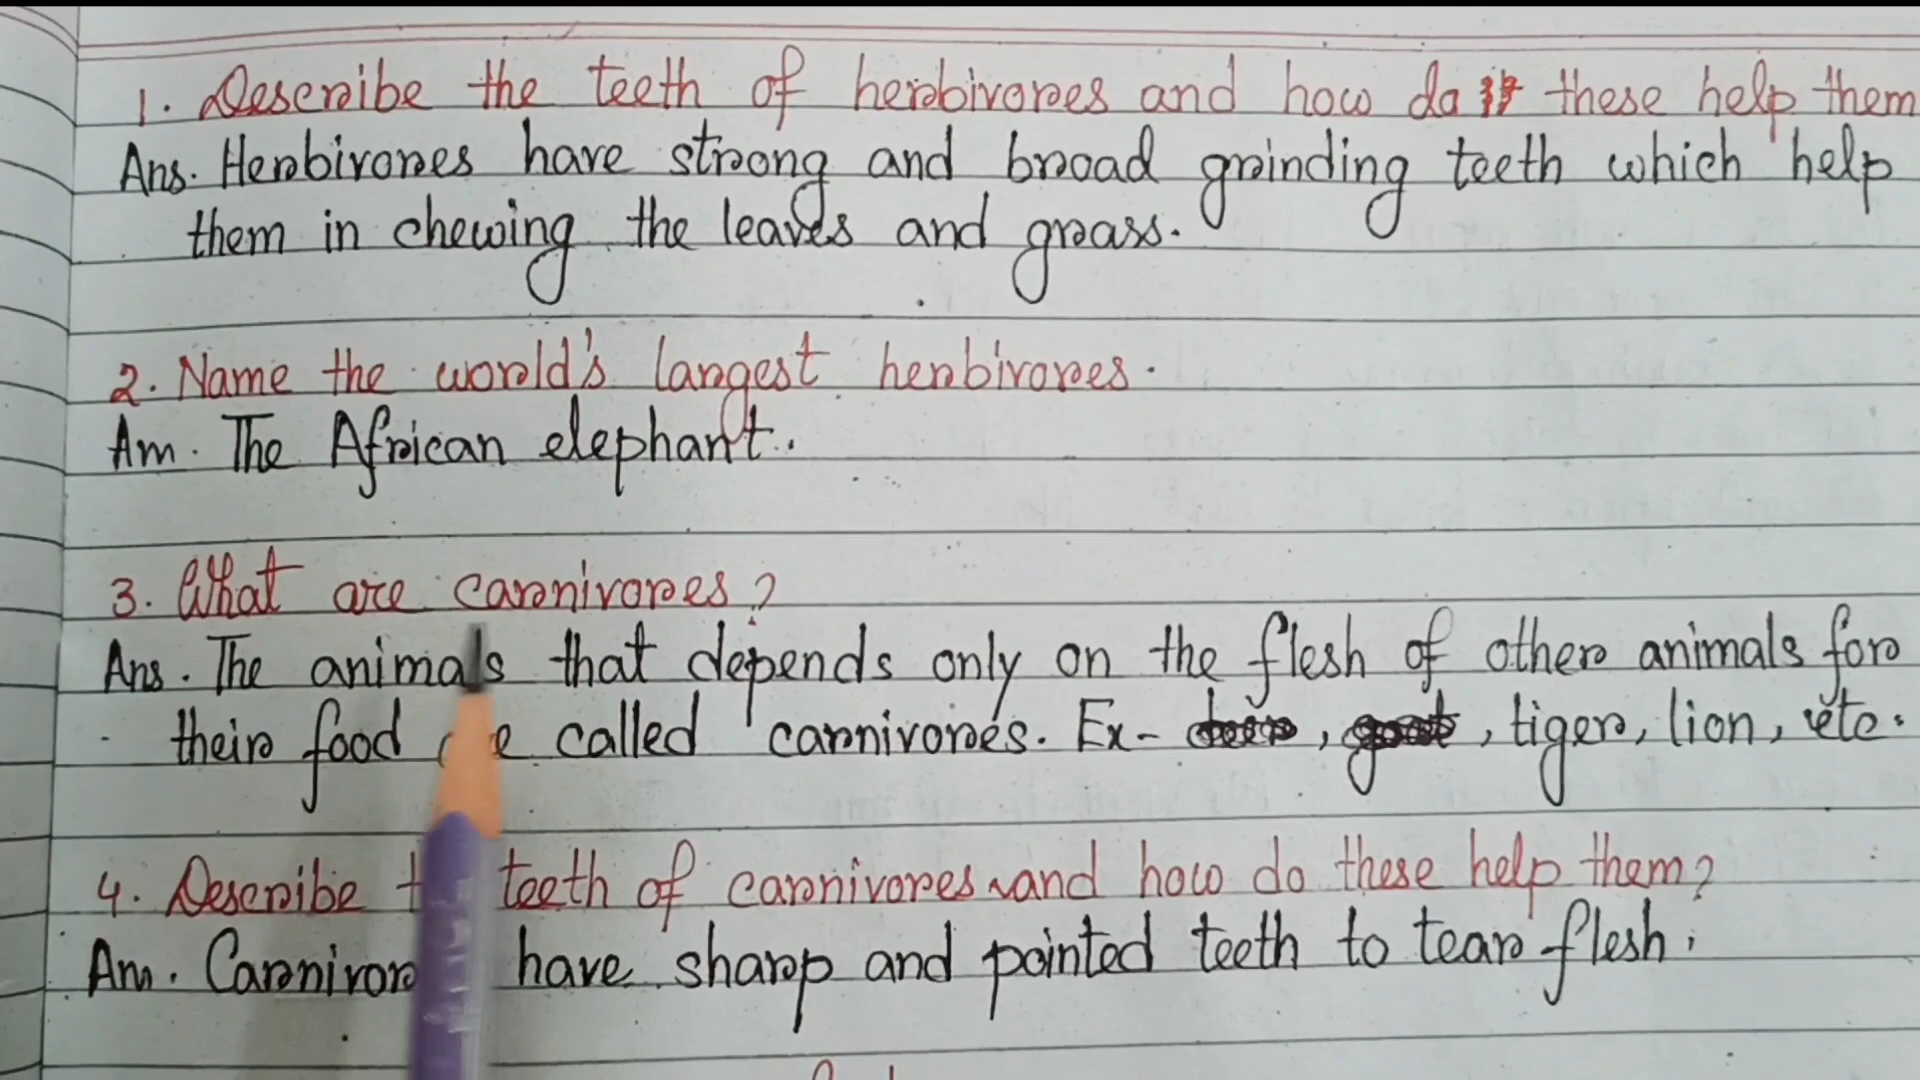 1. Describe the teeth of herbivores and how do these help them
Ans. Herbivores have strong and broad grinding teeth which help
them in chewing the leaves and grass.
2. Name the world's largest herbivores.
Ans. The African elephant.
3. What are carnivores?
Ans. The animals that depends only on the flesh of other animals for
their food called carnivores. Ex- , , tiger, lion, etc.
4. Describe teeth of carnivores and how do these help them?
Ans. have sharp and pointed teeth to tear flesh.